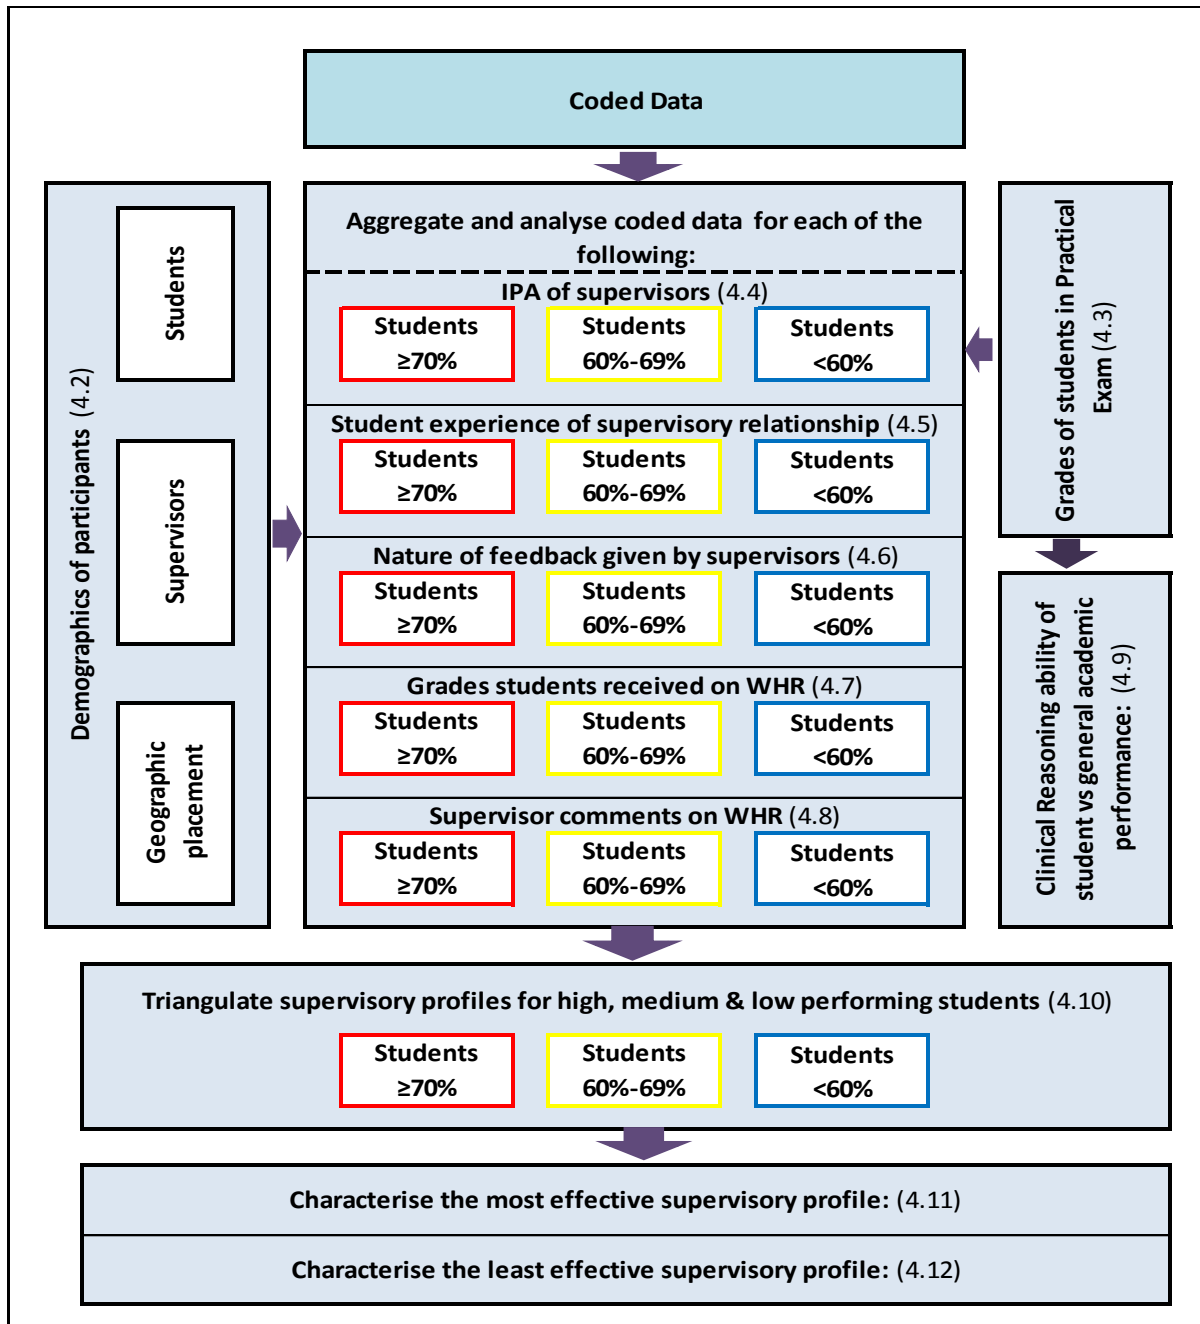 Coded Data
Demographics of participants (4.2)
Students
Supervisors
Geographic
placement
Aggregate and analyse coded data for each of the
following:
IPA of supervisors (4.4)
Students
≥70%
Students
60%-69%
Students
<60%
Student experience of supervisory relationship (4.5)
Students
≥70%
Students
60%-69%
Students
<60%
Nature of feedback given by supervisors (4.6)
Students
≥70%
Students
60%-69%
Students
<60%
Grades students received on WHR (4.7)
Students
≥70%
Students
60%-69%
Students
<60%
Supervisor comments on WHR (4.8)
Students
≥70%
Students
60%-69%
Students
<60%
Grades of students in Practical
Exam (4.3)
Clinical Reasoning ability of
student vs general academic
performance: (4.9)
Triangulate supervisory profiles for high, medium & low performing students (4.10)
Students
≥70%
Students
60%-69%
Students
<60%
Characterise the most effective supervisory profile: (4.11)
Characterise the least effective supervisory profile: (4.12)